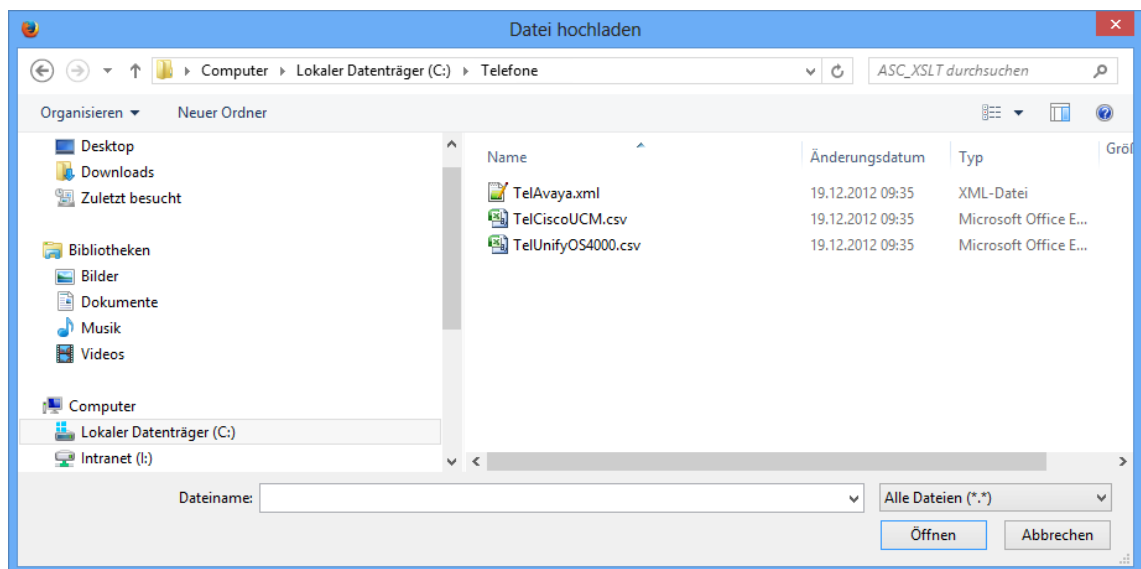 Datei hochladen
Computer Lokaler Datenträger (C:) Telefone ASC_XSLT durchsuchen
Organisieren Neuer Ordner
Desktop
Downloads
Zuletzt besucht
Bibliotheken
Bilder
Dokumente
Musik
Videos
Computer
Lokaler Datenträger (C:)
Intranet (I:)
Name Änderungsdatum Typ Größ
TelAvaya.xml 19.12.2012 09:35 XML-Datei
TelCiscoUCM.csv 19.12.2012 09:35 Microsoft Office E...
TelUnifyOS4000.csv 19.12.2012 09:35 Microsoft Office E...
Dateiname: Alle Dateien (*.*)
Öffnen Abbrechen